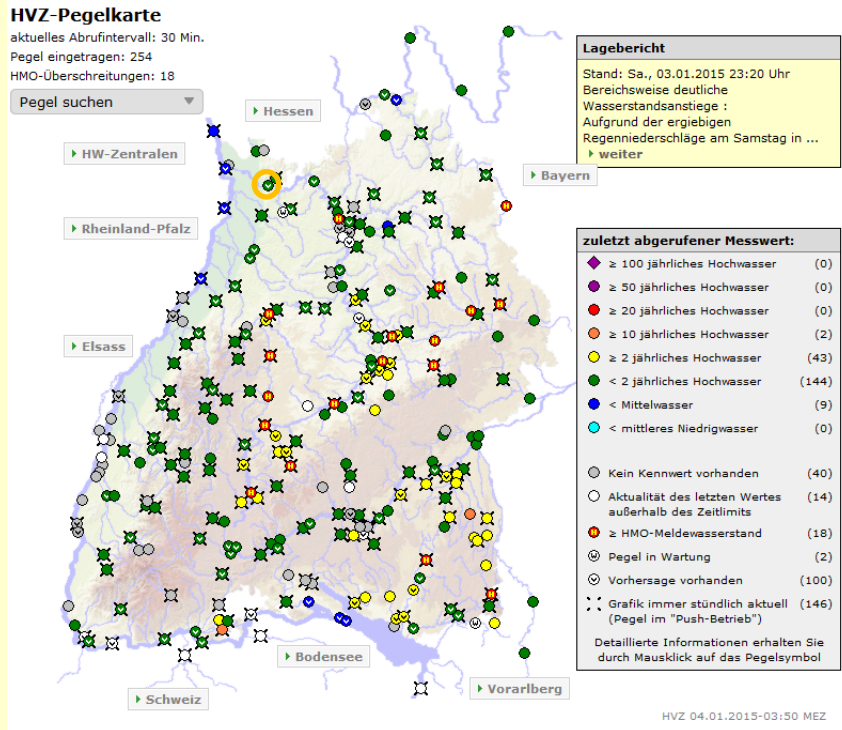 HVZ-Pegelkarte
aktuelles Abrufintervall: 30 Min.
Pegel eingetragen: 254
HMO-Überschreitungen: 18
Pegel suchen
Hessen
HW-Zentralen
Bayern
Rheinland-Pfalz
Elsass
Bodensee
Schweiz
Vorarlberg
Lagebericht
Stand: Sa., 03.01.2015 23:20 Uhr
Bereichsweise deutliche
Wasserstandsanstiege :
Aufgrund der ergiebigen
Regenniederschläge am Samstag in ...
weiter
zuletzt abgerufener Messwert:
≥ 100 jährliches Hochwasser (0)
≥ 50 jährliches Hochwasser (0)
≥ 20 jährliches Hochwasser (0)
≥ 10 jährliches Hochwasser (2)
≥ 2 jährliches Hochwasser (43)
< 2 jährliches Hochwasser (144)
< Mittelwasser (9)
< mittleres Niedrigwasser (0)
Kein Kennwert vorhanden (40)
Aktualität des letzten Wertes (14)
außerhalb des Zeitlimits
≥ HMO-Meldewasserstand (18)
Pegel in Wartung (2)
Vorhersage vorhanden (100)
Grafik immer stündlich aktuell (146)
(Pegel im "Push-Betrieb")
Detaillierte Informationen erhalten Sie
durch Mausklick auf das Pegelsymbol
HVZ 04.01.2015-03:50 MEZ